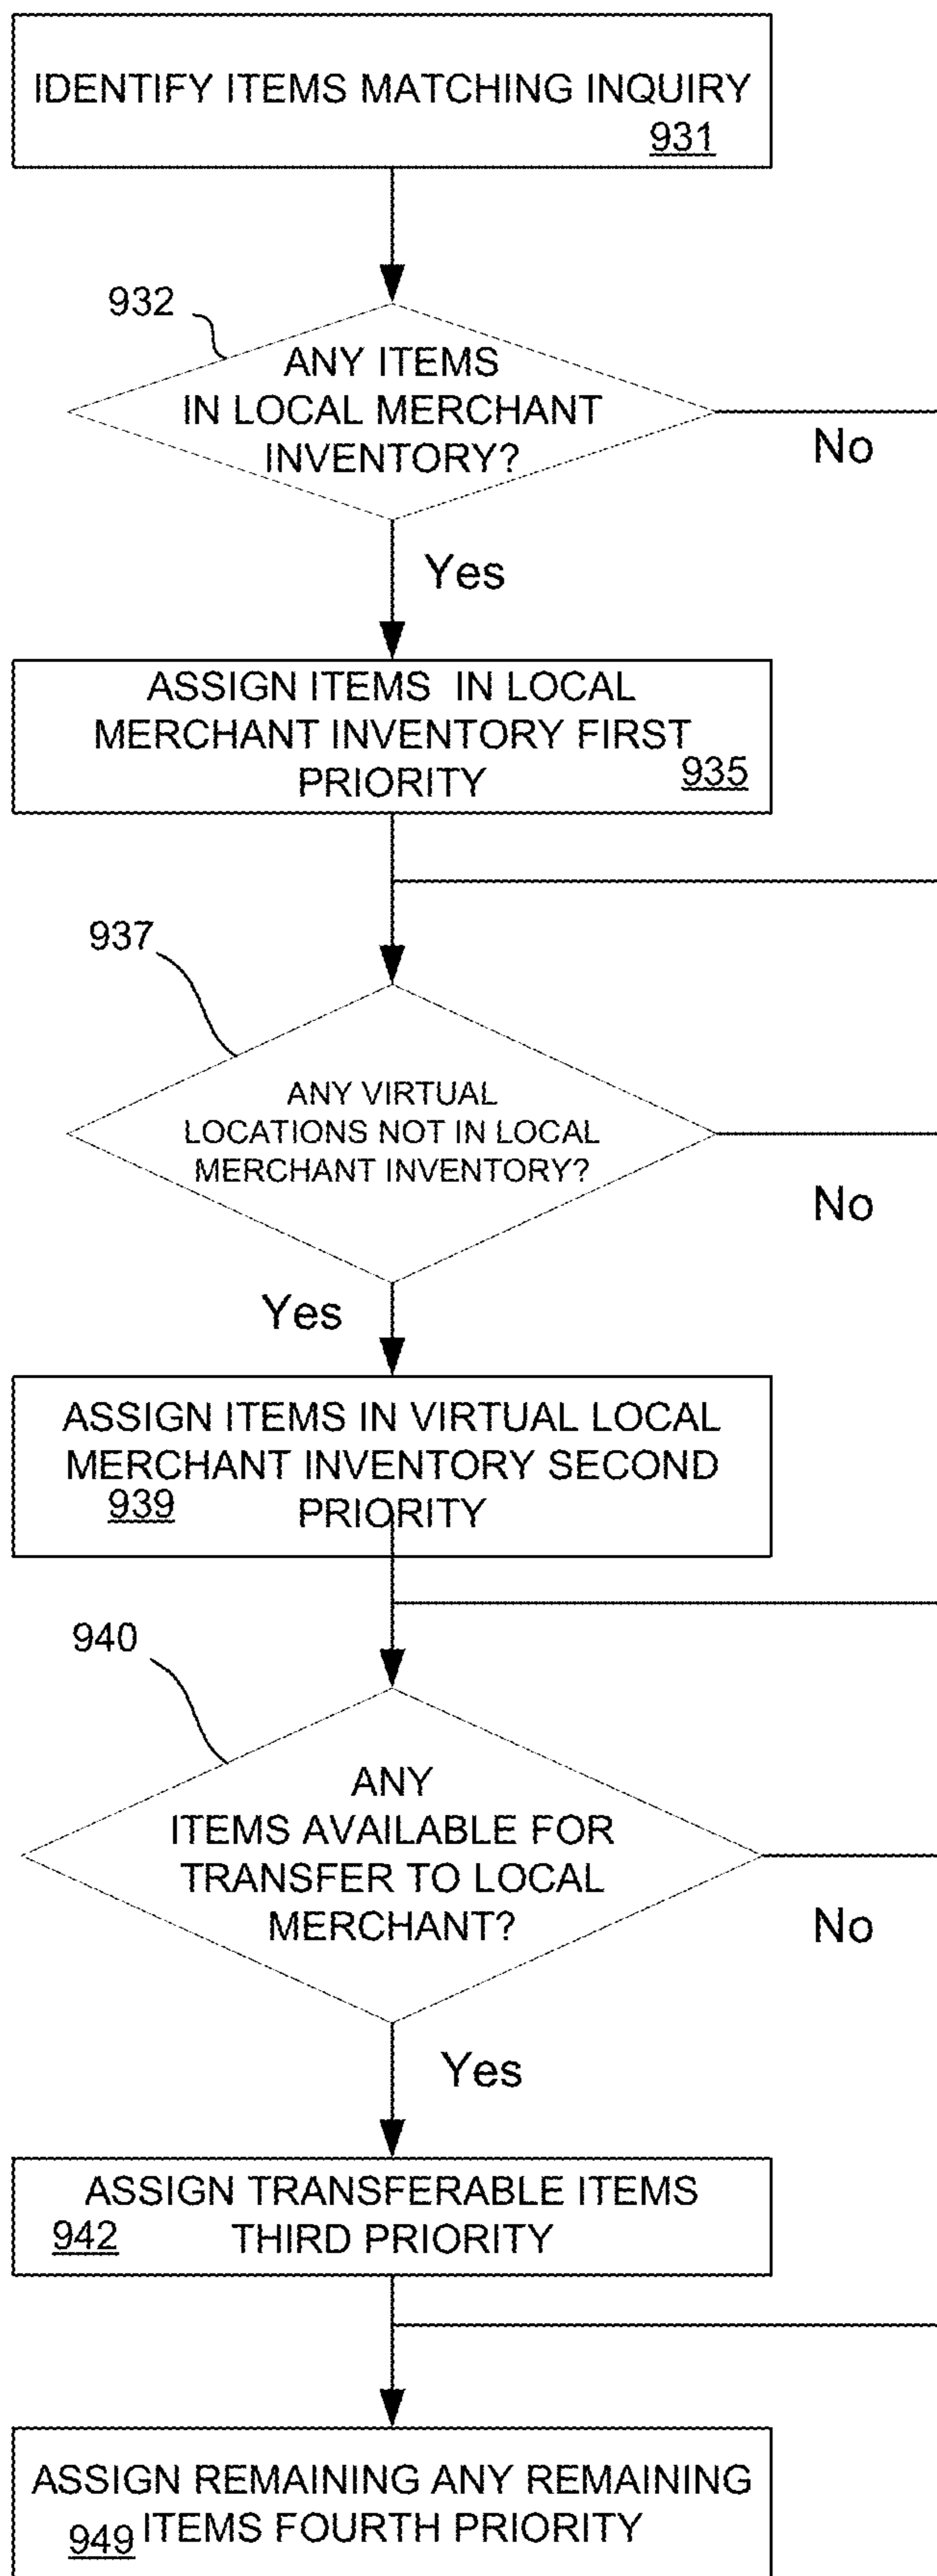 IDENTIFY ITEMS MATCHING INQUIRY
931
932
ANY ITEMS
IN LOCAL MERCHANT
INVENTORY?
No
Yes
ASSIGN ITEMS IN LOCAL
MERCHANT INVENTORY FIRST
PRIORITY
935
937
ANY VIRTUAL
LOCATIONS NOT IN LOCAL
MERCHANT INVENTORY?
No
Yes
ASSIGN ITEMS IN VIRTUAL LOCAL
MERCHANT INVENTORY SECOND
939 PRIORITY
940
ANY
ITEMS AVAILABLE FOR
TRANSFER TO LOCAL
MERCHANT?
No
Yes
ASSIGN TRANSFERABLE ITEMS
942 THIRD PRIORITY
ASSIGN REMAINING ANY REMAINING
949 ITEMS FOURTH PRIORITY